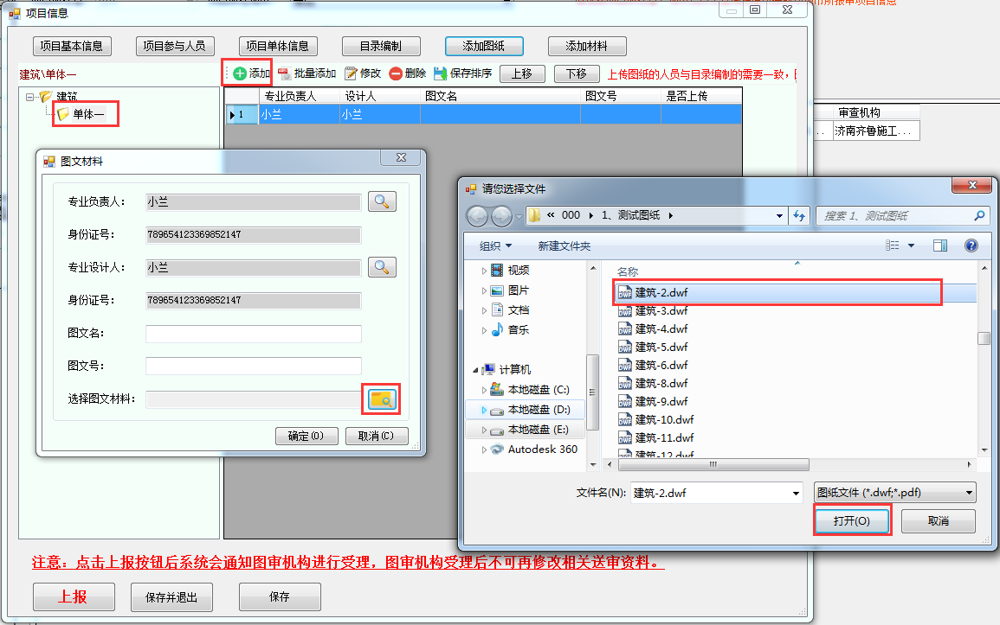 所报审项目信息
项目信息
项目基本信息 项目参与人员 项目单体信息 目录编制 添加图纸 添加材料
建筑\单体一
添加 批量添加 修改 删除 保存排序 上移 下移 上传图纸的人员与目录编制的需要一致，
建筑
单体一
专业负责人 设计人 图文名 图文号 是否上传
1 小兰 小兰
审查机构
济南齐鲁施工...
图文材料
专业负责人： 小兰
身份证号： 789654123369852147
专业设计人： 小兰
身份证号： 789654123369852147
图文名：
图文号：
选择图文材料：
确定(O) 取消(C)
请您选择文件
« 000 1、测试图纸
搜索 1、测试图纸
组织 新建文件夹
视频
图片
文档
音乐
计算机
本地磁盘 (C:)
本地磁盘 (D:)
本地磁盘 (E:)
Autodesk 360
名称
建筑-2.dwf
建筑-3.dwf
建筑-4.dwf
建筑-5.dwf
建筑-6.dwf
建筑-8.dwf
建筑-9.dwf
建筑-10.dwf
建筑-11.dwf
建筑-12.dwf
文件名(N): 建筑-2.dwf
图纸文件 (*.dwf;*.pdf)
打开(O) 取消
注意：点击上报按钮后系统会通知图审机构进行受理，图审机构受理后不可再修改相关送审资料。
上报 保存并退出 保存